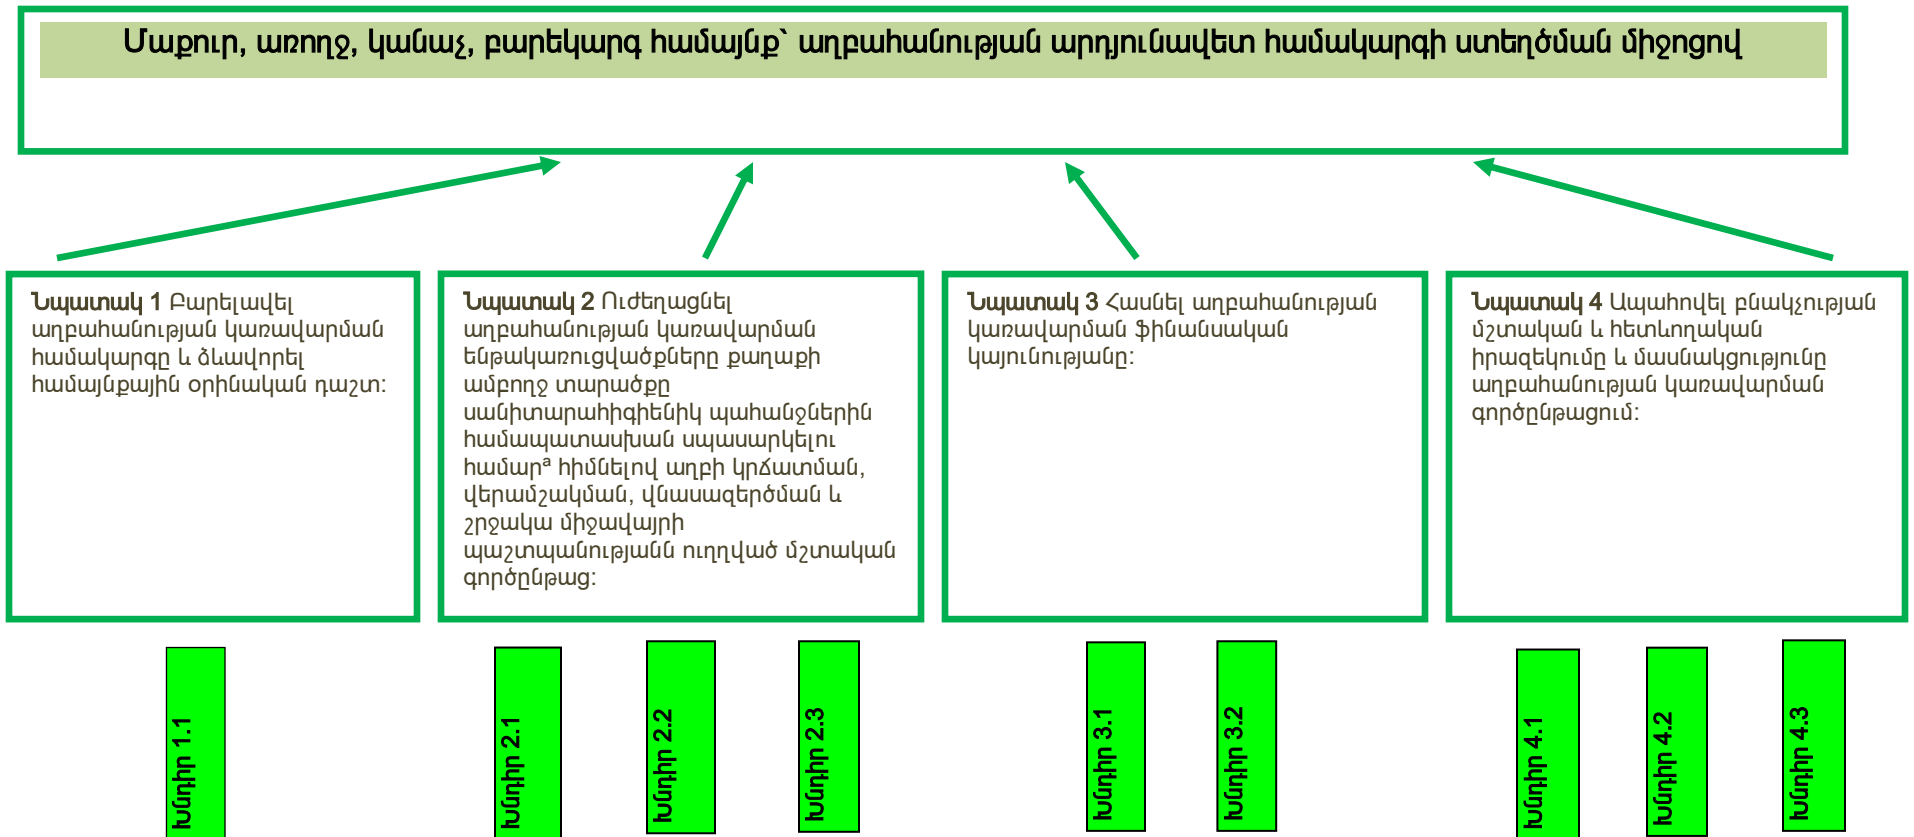 Մաքուր, առողջ, կանաչ, բարեկարգ համայնք` աղբահանության արդյունավետ համակարգի ստեղծման միջոցով
Նպատակ 1 Բարելավել
աղբահանության կառավարման
համակարգը և ձևավորել
համայնքային օրինական դաշտ:
Նպատակ 2 Ուժեղացնել
աղբահանության կառավարման
ենթակառուցվածքները քաղաքի
ամբողջ տարածքը
սանիտարահիգիենիկ պահանջներին
համապատասխան սպասարկելու
համարª հիմնելով աղբի կրճատման,
վերամշակման, վնասազերծման և
շրջակա միջավայրի
պաշտպանությանն ուղղված մշտական
գործընթաց:
Նպատակ 3 Հասնել աղբահանության
կառավարման ֆինանսական
կայունությանը:
Նպատակ 4 Ապահովել բնակչության
մշտական և հետևողական
իրազեկումը և մասնակցությունը
աղբահանության կառավարման
գործընթացում:
Խնդիր 1.1
Խնդիր 2.1
Խնդիր 2.2
Խնդիր 2.3
Խնդիր 3.1
Խնդիր 3.2
Խնդիր 4.1
Խնդիր 4.2
Խնդիր 4.3